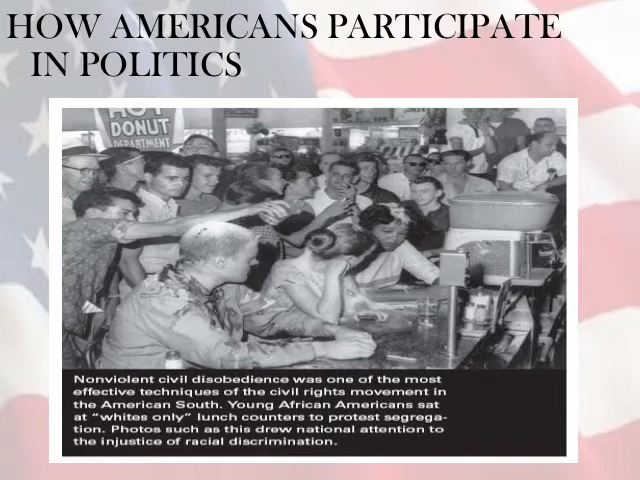 HOW AMERICANS PARTICIPATE
IN POLITICS
HOT
DONUT
DEPARTMENT
Nonviolent civil disobedience was one of the most
effective techniques of the civil rights movement in
the American South. Young African Americans sat
at “whites only” lunch counters to protest segrega-
tion. Photos such as this drew national attention to
the injustice of racial discrimination.